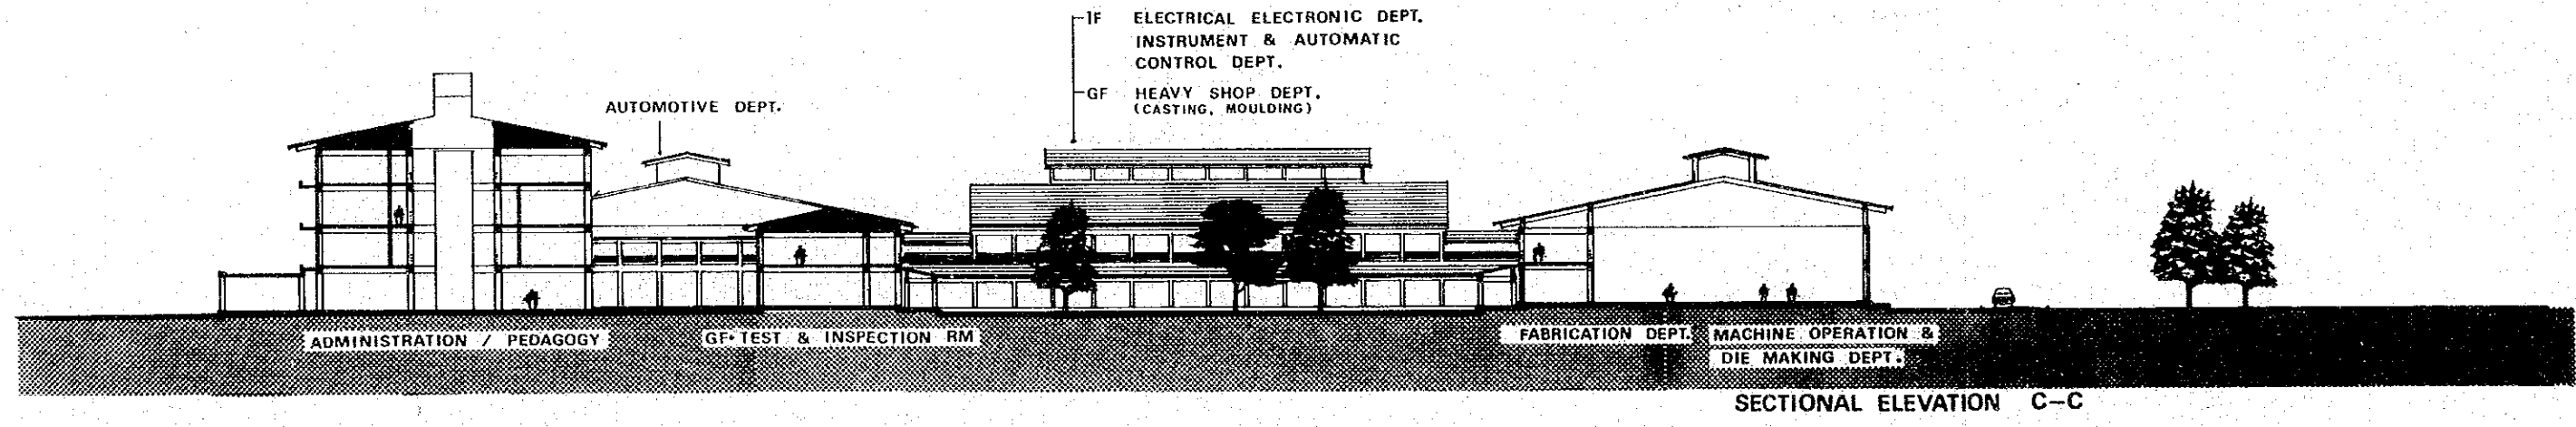 1F ELECTRICAL ELECTRONIC DEPT.
INSTRUMENT & AUTOMATIC
CONTROL DEPT.
GF HEAVY SHOP DEPT.
(CASTING, MOULDING)
AUTOMOTIVE DEPT.
ADMINISTRATION / PEDAGOGY
GF•TEST & INSPECTION RM
FABRICATION DEPT.
MACHINE OPERATION &
DIE MAKING DEPT.
SECTIONAL ELEVATION C-C